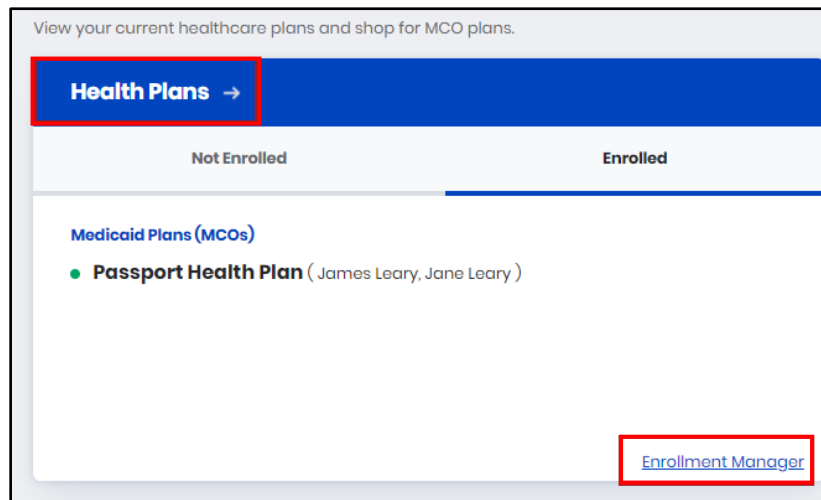 View your current healthcare plans and shop for MCO plans.
Health Plans →
Not Enrolled Enrolled
Medicaid Plans (MCOs)
• Passport Health Plan ( James Leary, Jane Leary )
Enrollment Manager